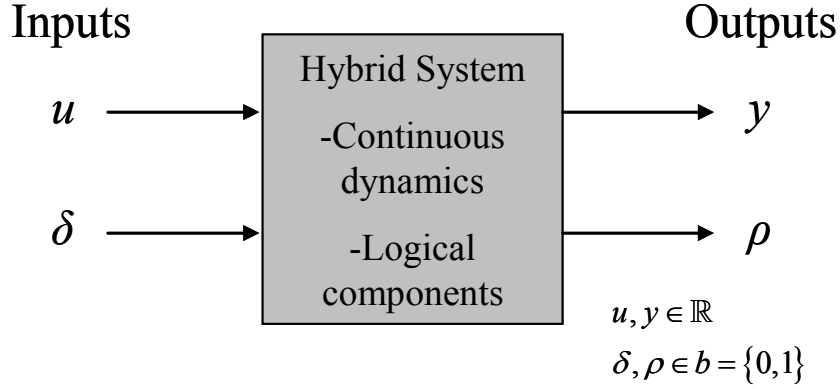 Inputs
Outputs
Hybrid System
u
y
-Continuous
dynamics
δ
ρ
-Logical
components
u, y ∈ ℝ
δ, ρ ∈ b = {0,1}